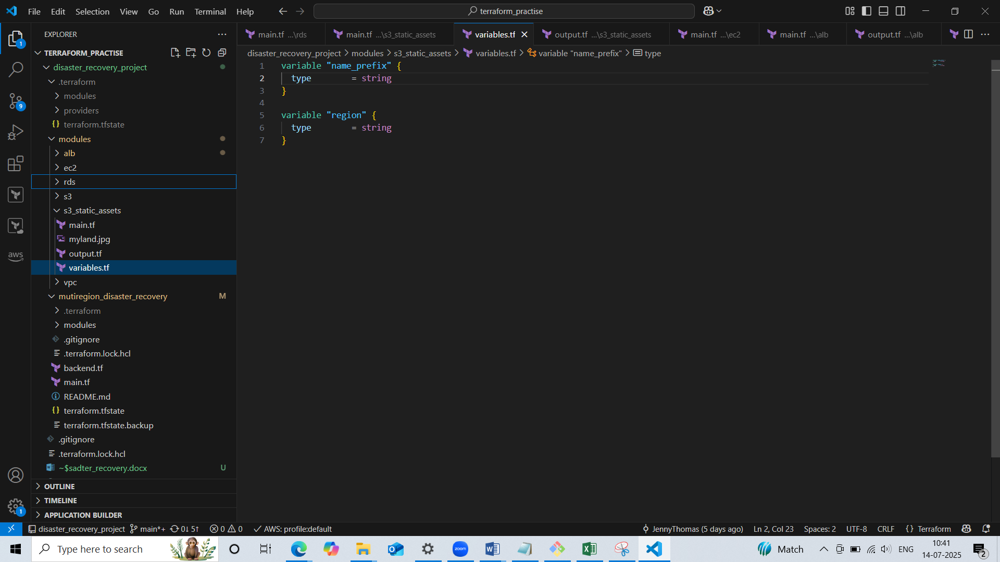 File Edit Selection View Go Run Terminal Help
terraform_practise
EXPLORER
TERRAFORM_PRACTISE
disaster_recovery_project
.terraform
modules
providers
terraform.tfstate
modules
alb
ec2
rds
s3
s3_static_assets
main.tf
myland.jpg
output.tf
variables.tf
vpc
mutiregion_disaster_recovery M
.terraform
modules
.gitignore
.terraform.lock.hcl
backend.tf
main.tf
README.md
terraform.tfstate
terraform.tfstate.backup
.gitignore
.terraform.lock.hcl
~$sadter_recovery.docx U
OUTLINE
TIMELINE
APPLICATION BUILDER
1
9
aws
1
main.tf ...\rds main.tf ...\s3_static_assets variables.tf output.tf ...\s3_static_assets main.tf ...\ec2 main.tf ...\alb output.tf ...\alb
disaster_recovery_project > modules > s3_static_assets > variables.tf > variable "name_prefix" > type
1 variable "name_prefix" {
2 type = string
3 }
4
5 variable "region" {
6 type = string
7 }
disaster_recovery_project main*+ 0↓ 5↑ 0 0 AWS: profile:default JennyThomas (5 days ago) Ln 2, Col 23 Spaces: 2 UTF-8 CRLF {} Terraform
Type here to search
zoom
Match
ENG
10:41
14-07-2025
2